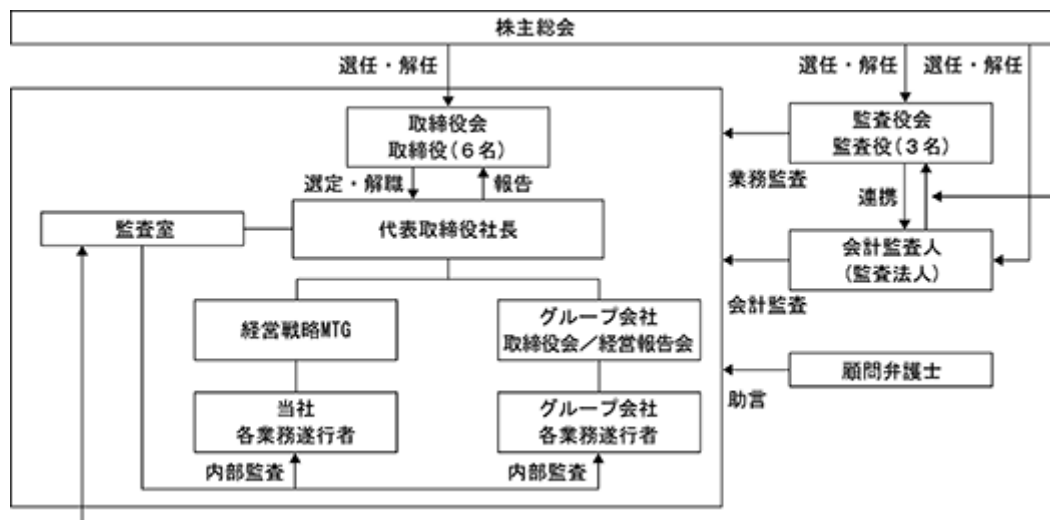 株主総会
選任・解任
選任・解任
選任・解任
取締役会
取締役(6名)
監査役会
監査役(3名)
選定・解職
報告
業務監査
連携
監査室
代表取締役社長
会計監査人
(監査法人)
会計監査
経営戦略MTG
グループ会社
取締役会/経営報告会
顧問弁護士
助言
当社
各業務遂行者
グループ会社
各業務遂行者
内部監査
内部監査